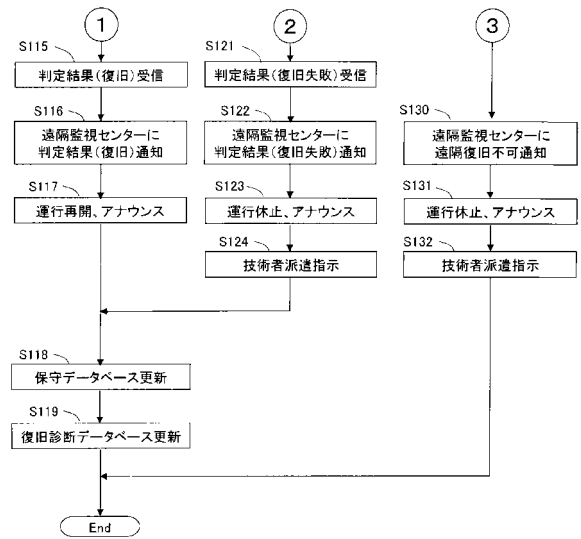 1
S115
判定結果(復旧)受信
S116
遠隔監視センターに
判定結果(復旧)通知
S117
運行再開、アナウンス
2
S121
判定結果(復旧失敗)受信
S122
遠隔監視センターに
判定結果(復旧失敗)通知
S123
運行休止、アナウンス
S124
技術者派遣指示
3
S130
遠隔監視センターに
遠隔復旧不可通知
S131
運行休止、アナウンス
S132
技術者派遣指示
S118
保守データベース更新
S119
復旧診断データベース更新
End